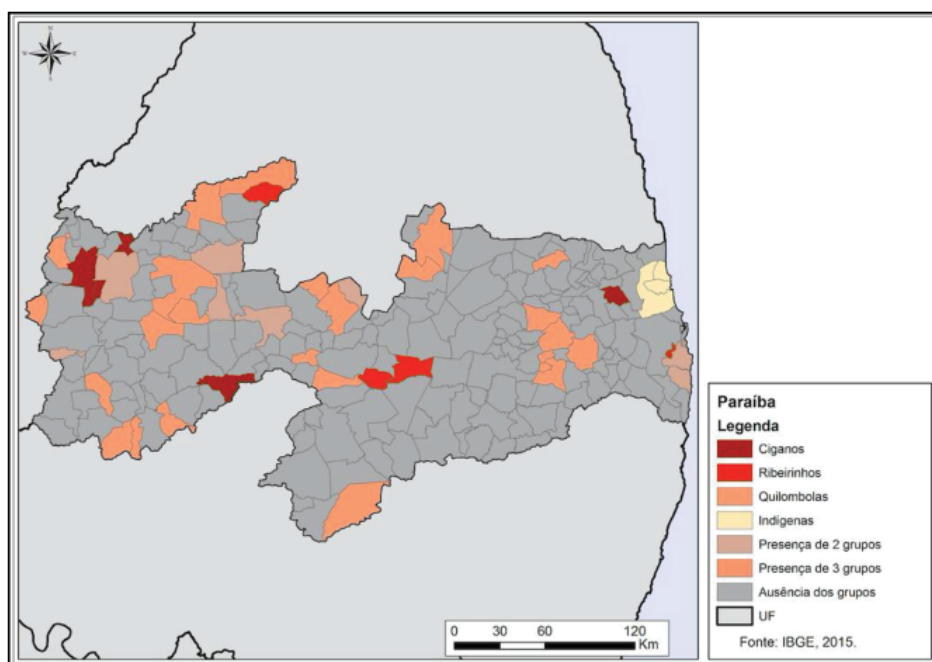 Paraíba
Legenda
Ciganos
Ribeirinhos
Quilombolas
Indígenas
Presença de 2 grupos
Presença de 3 grupos
Ausência dos grupos
UF
Fonte: IBGE, 2015.
0 30 60 120
Km